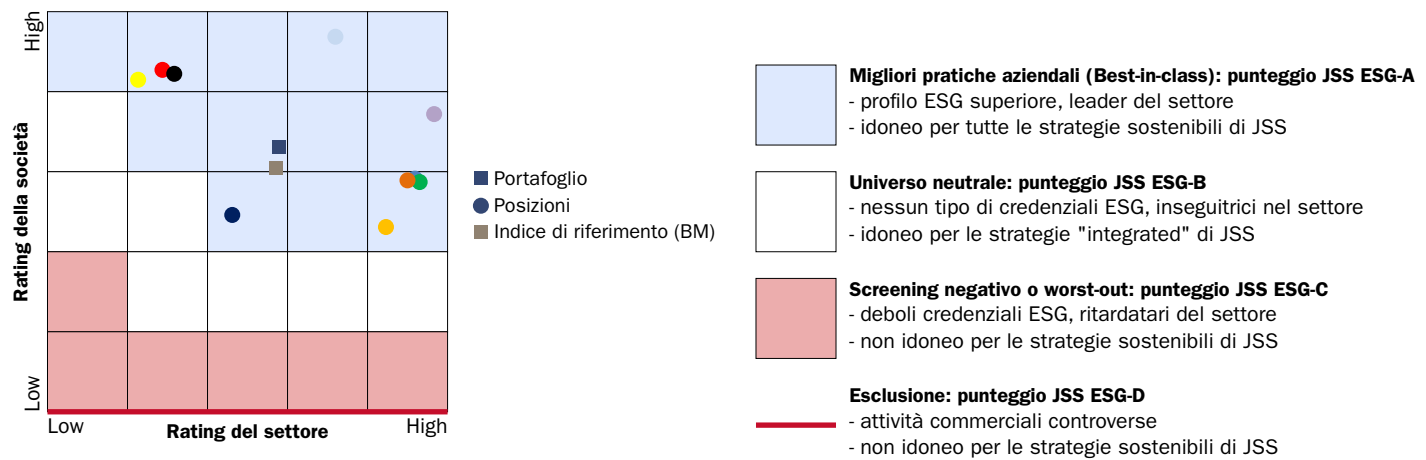 High
Rating della società
Low
Low
Rating del settore
High
Portafoglio
Posizioni
Indice di riferimento (BM)
Migliori pratiche aziendali (Best-in-class): punteggio JSS ESG-A
- profilo ESG superiore, leader del settore
- idoneo per tutte le strategie sostenibili di JSS
Universo neutrale: punteggio JSS ESG-B
- nessun tipo di credenziali ESG, inseguitrici nel settore
- idoneo per le strategie "integrated" di JSS
Screening negativo o worst-out: punteggio JSS ESG-C
- deboli credenziali ESG, ritardatari del settore
- non idoneo per le strategie sostenibili di JSS
Esclusione: punteggio JSS ESG-D
- attività commerciali controverse
- non idoneo per le strategie sostenibili di JSS